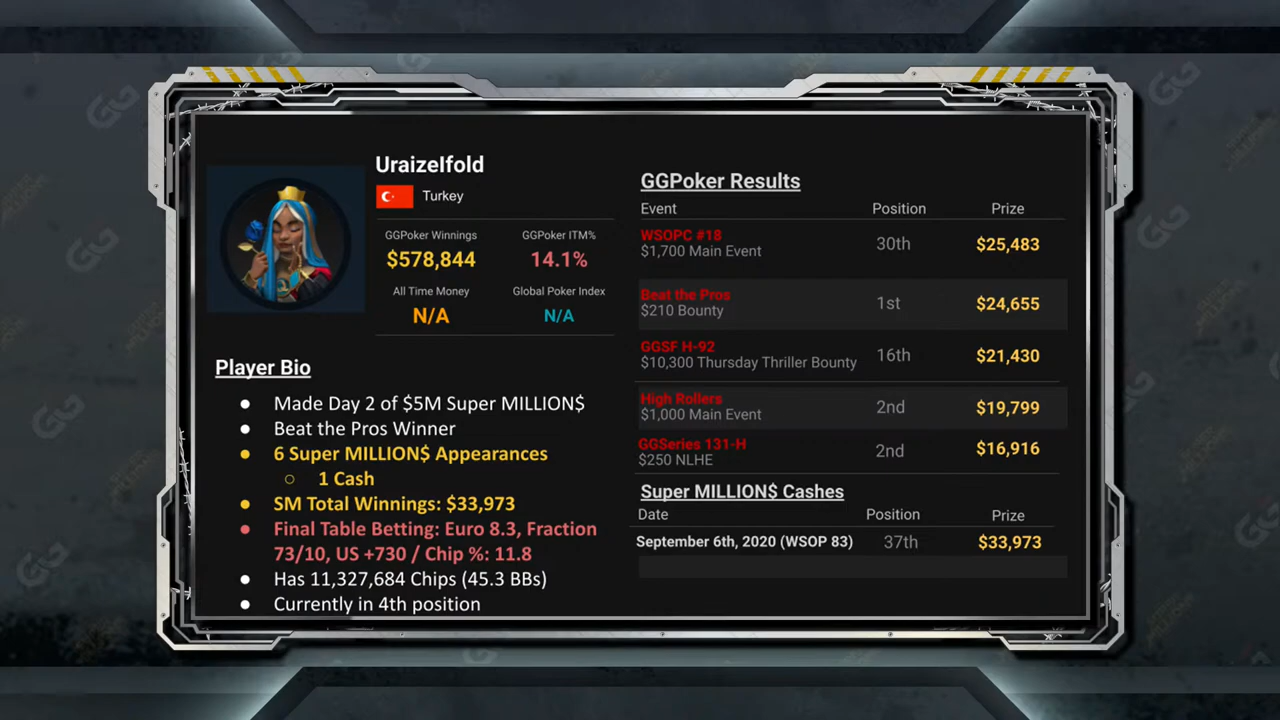 UraizeIfold
Turkey
GGPoker Winnings
GGPoker ITM%
$578,844
14.1%
All Time Money
Global Poker Index
N/A
N/A
Player Bio
● Made Day 2 of $5M Super MILLION$
● Beat the Pros Winner
● 6 Super MILLION$ Appearances
○ 1 Cash
● SM Total Winnings: $33,973
● Final Table Betting: Euro 8.3, Fraction
73/10, US +730 / Chip %: 11.8
● Has 11,327,684 Chips (45.3 BBs)
● Currently in 4th position
GGPoker Results
Event Position Prize
WSOPC #18
$1,700 Main Event
30th $25,483
Beat the Pros
$210 Bounty
1st $24,655
GGSF H-92
$10,300 Thursday Thriller Bounty
16th $21,430
High Rollers
$1,000 Main Event
2nd $19,799
GGSeries 131-H
$250 NLHE
2nd $16,916
Super MILLION$ Cashes
Date Position Prize
September 6th, 2020 (WSOP 83) 37th $33,973